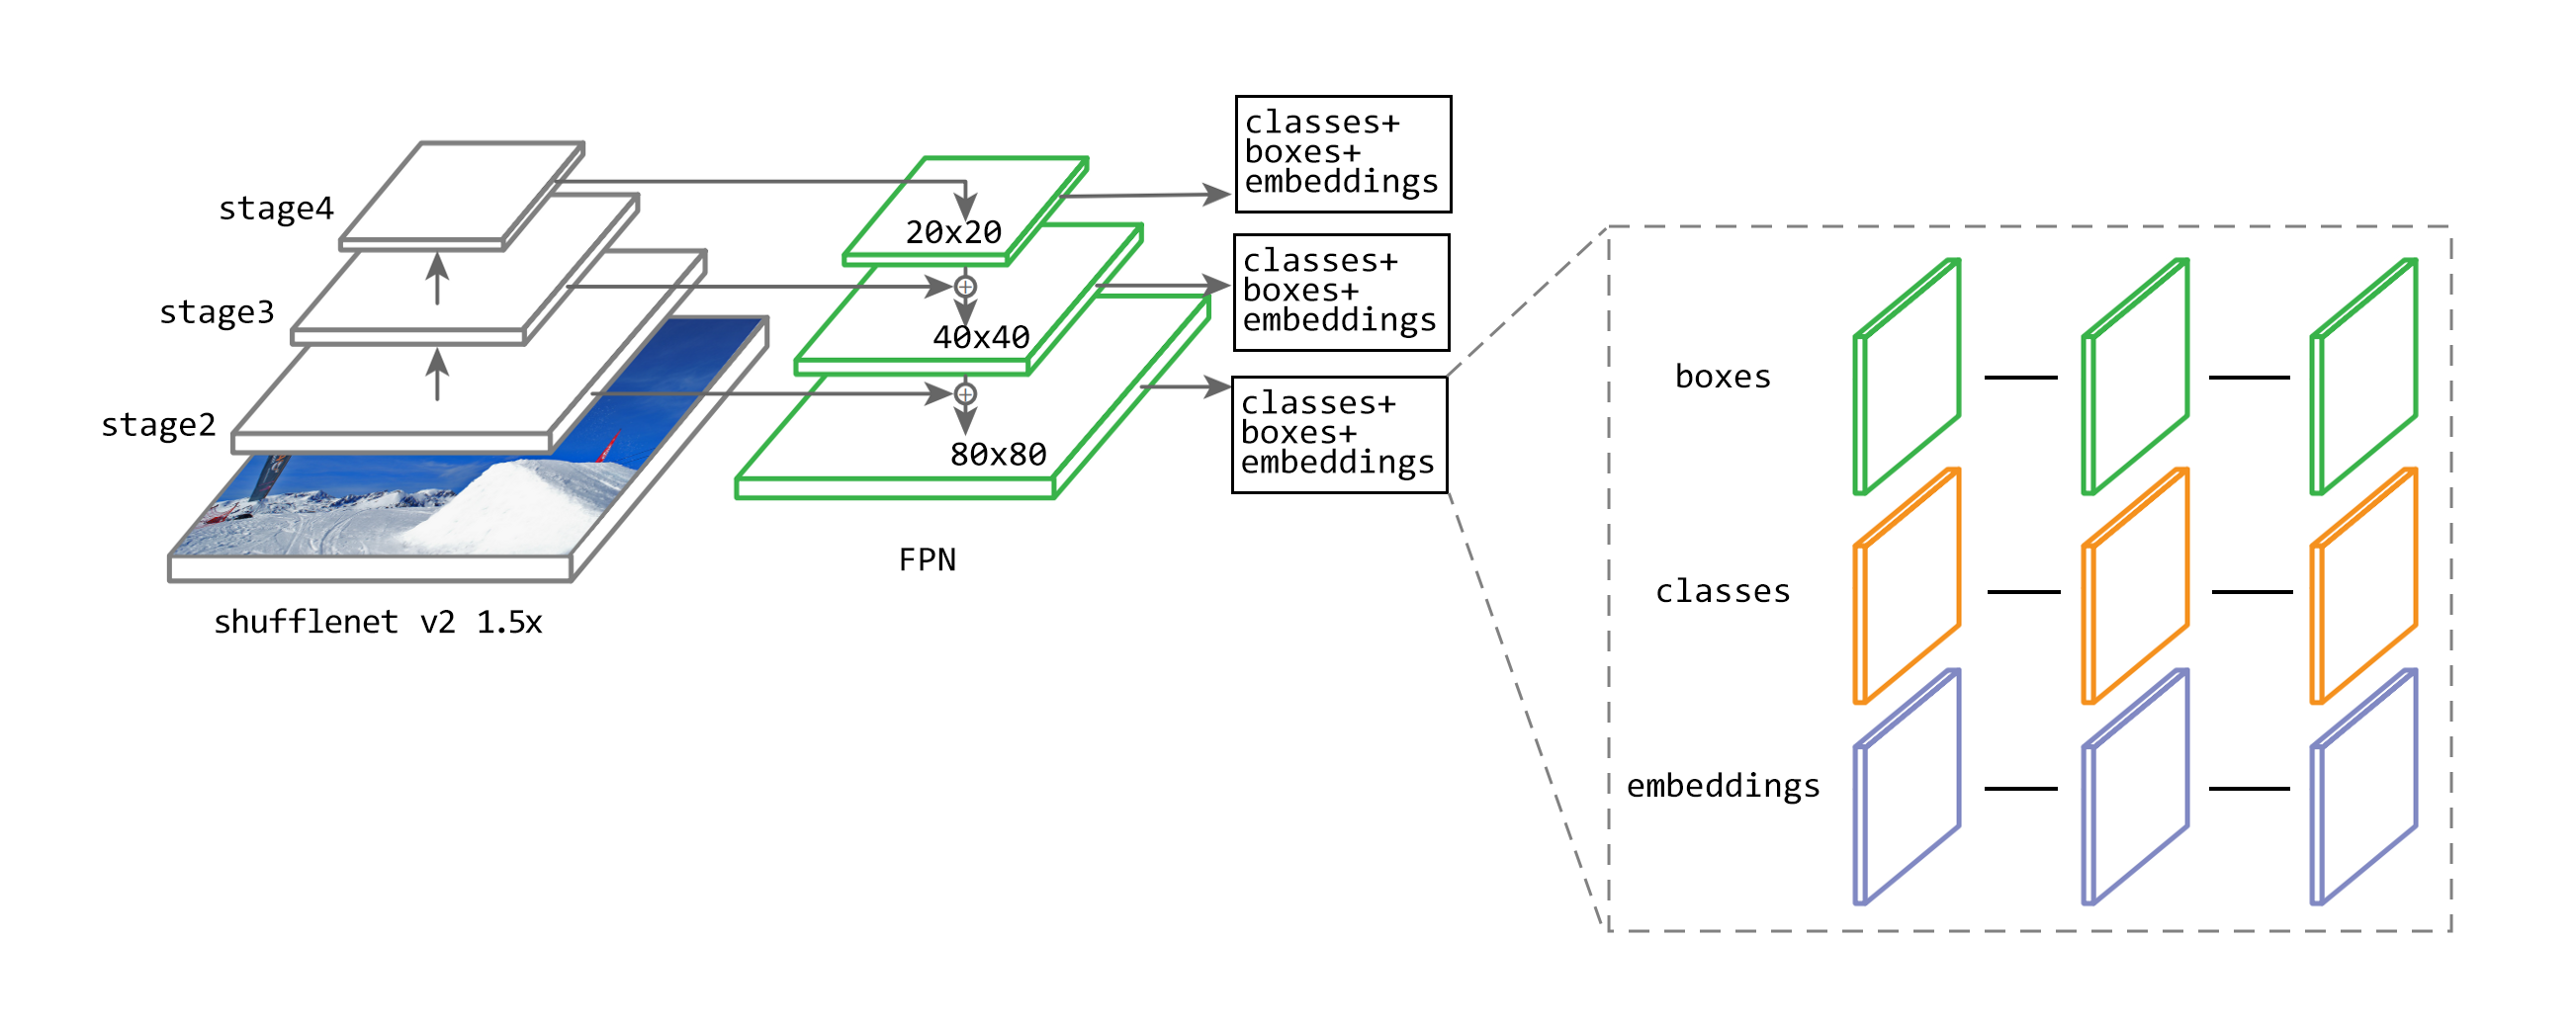 stage4
stage3
stage2
shufflenet v2 1.5x
20x20
40x40
80x80
FPN
classes+
boxes+
embeddings
classes+
boxes+
embeddings
classes+
boxes+
embeddings
boxes
classes
embeddings